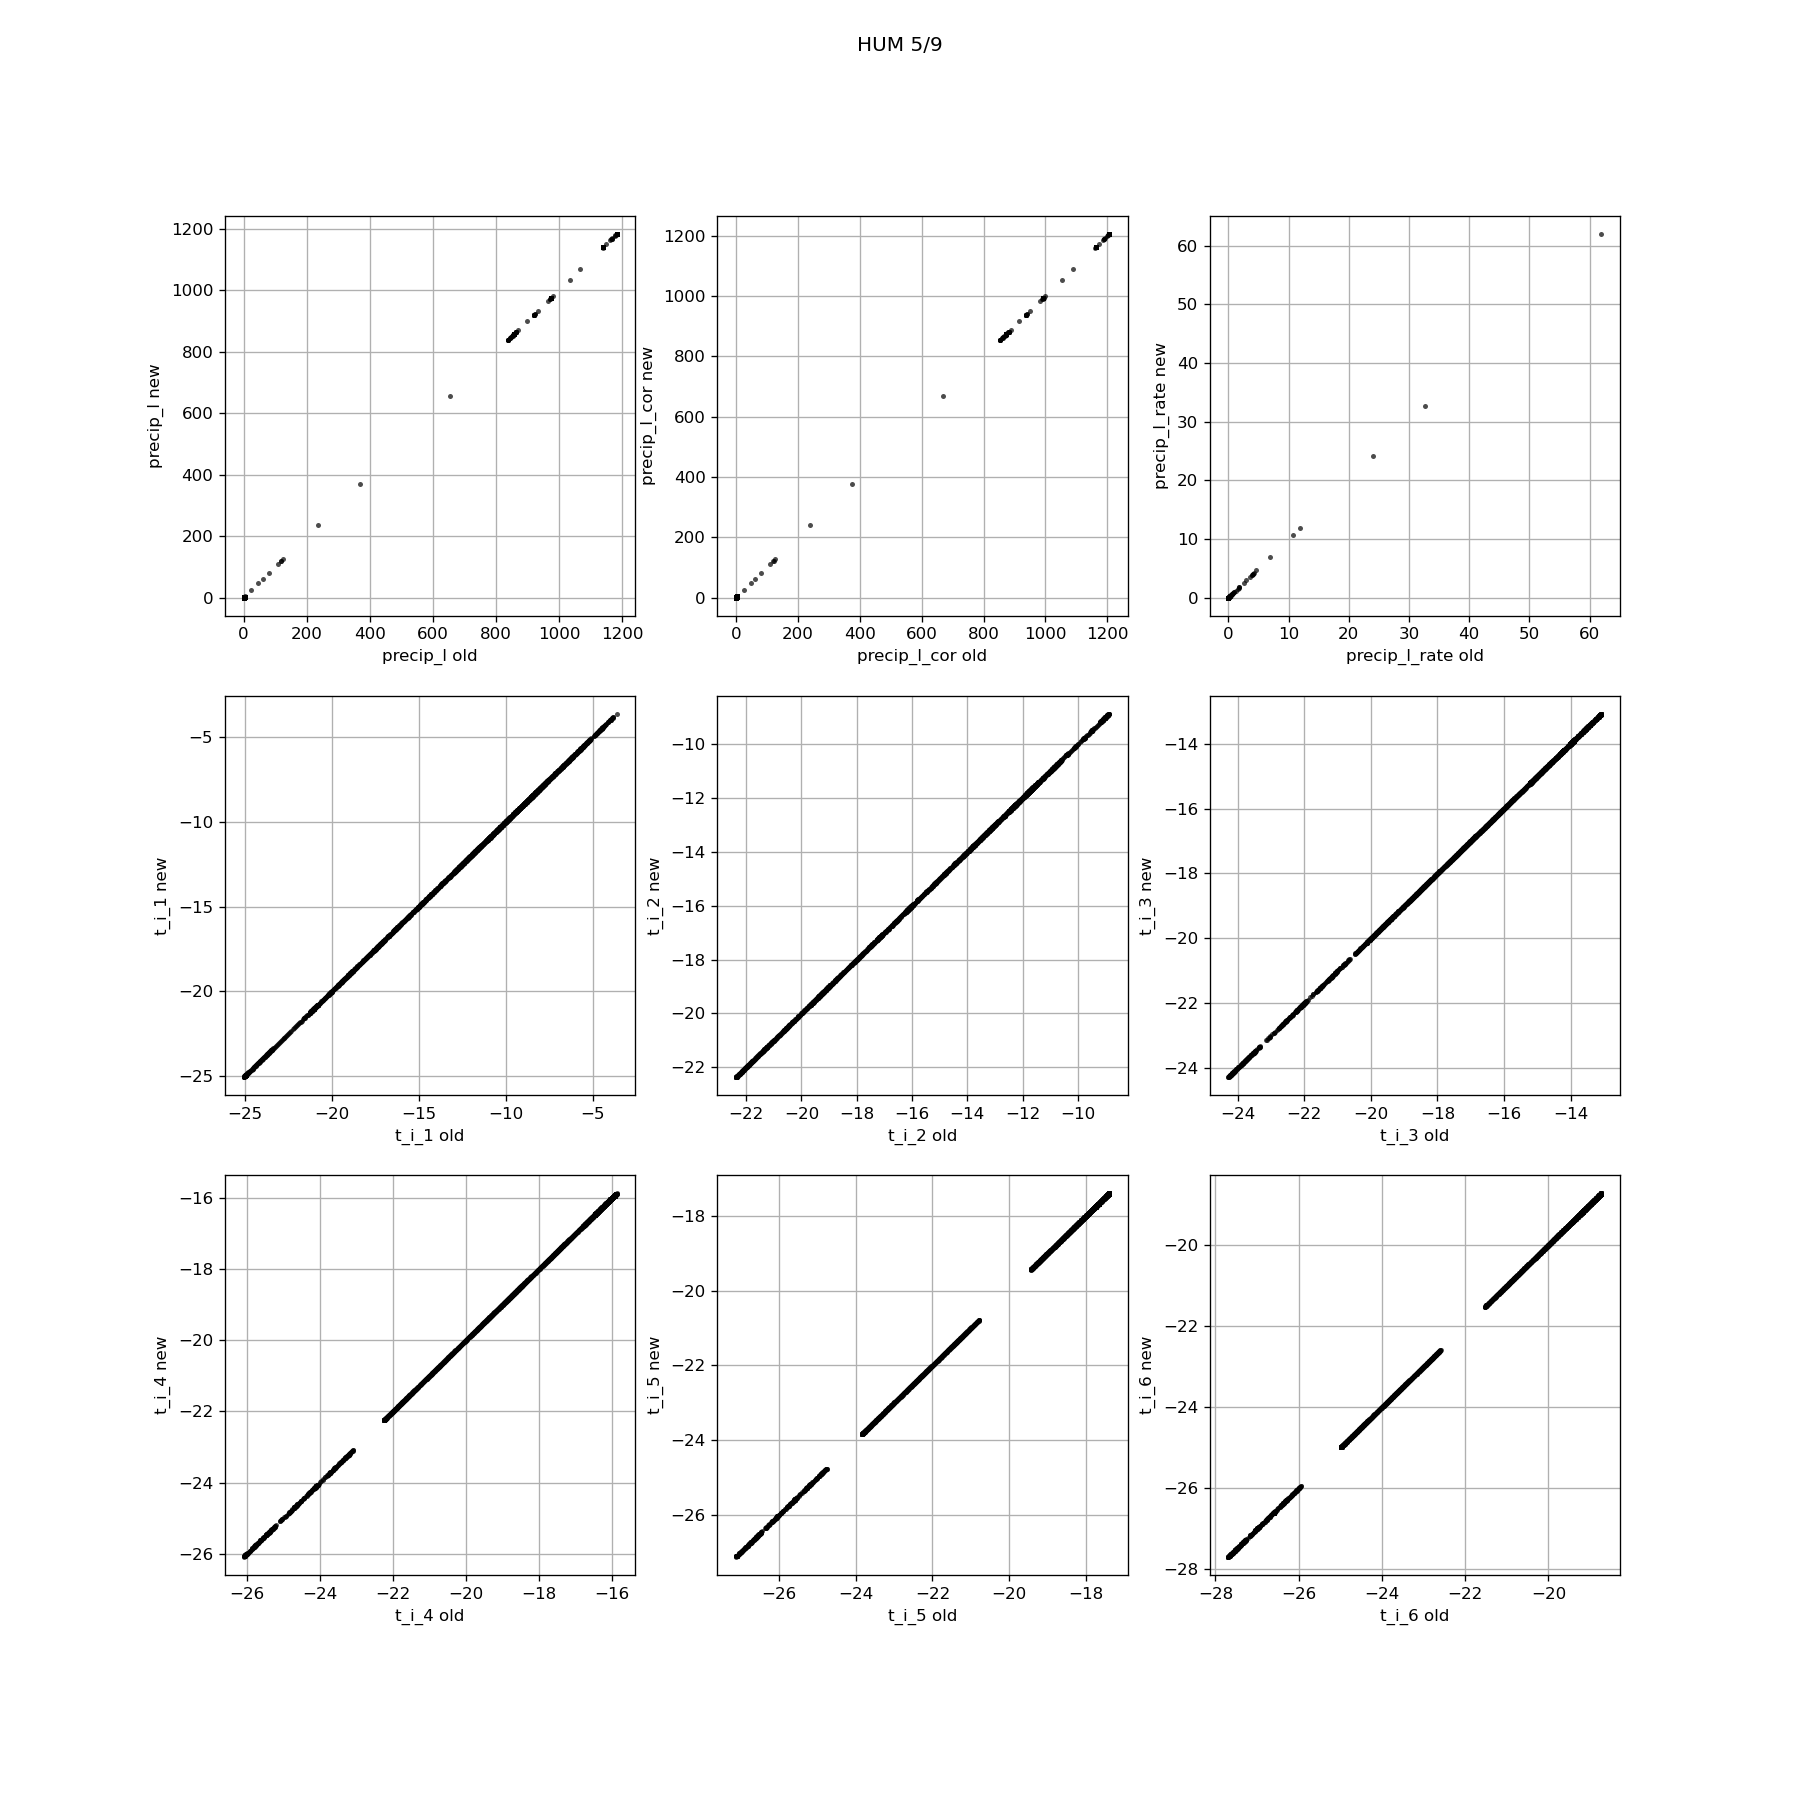 HUM 5/9
1200
1000
800
600
400
200
0
precip_l new
0 200 400 600 800 1000 1200
precip_l old
1200
1000
800
600
400
200
0
precip_l_cor new
0 200 400 600 800 1000 1200
precip_l_cor old
60
50
40
30
20
10
0
precip_l_rate new
0 10 20 30 40 50 60
precip_l_rate old
−5
−10
−15
−20
−25
t_i_1 new
−25 −20 −15 −10 −5
t_i_1 old
−10
−12
−14
−16
−18
−20
−22
t_i_2 new
−22 −20 −18 −16 −14 −12 −10
t_i_2 old
−14
−16
−18
−20
−22
−24
t_i_3 new
−24 −22 −20 −18 −16 −14
t_i_3 old
−16
−18
−20
−22
−24
−26
t_i_4 new
−26 −24 −22 −20 −18 −16
t_i_4 old
−18
−20
−22
−24
−26
t_i_5 new
−26 −24 −22 −20 −18
t_i_5 old
−20
−22
−24
−26
−28
t_i_6 new
−28 −26 −24 −22 −20
t_i_6 old